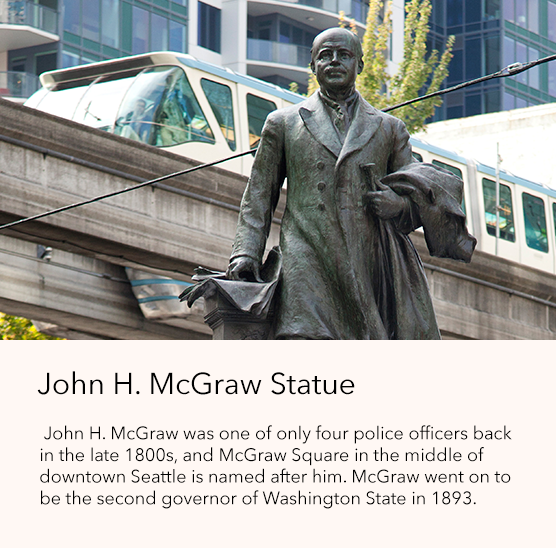 John H. McGraw Statue
John H. McGraw was one of only four police officers back
in the late 1800s, and McGraw Square in the middle of
downtown Seattle is named after him. McGraw went on to
be the second governor of Washington State in 1893.